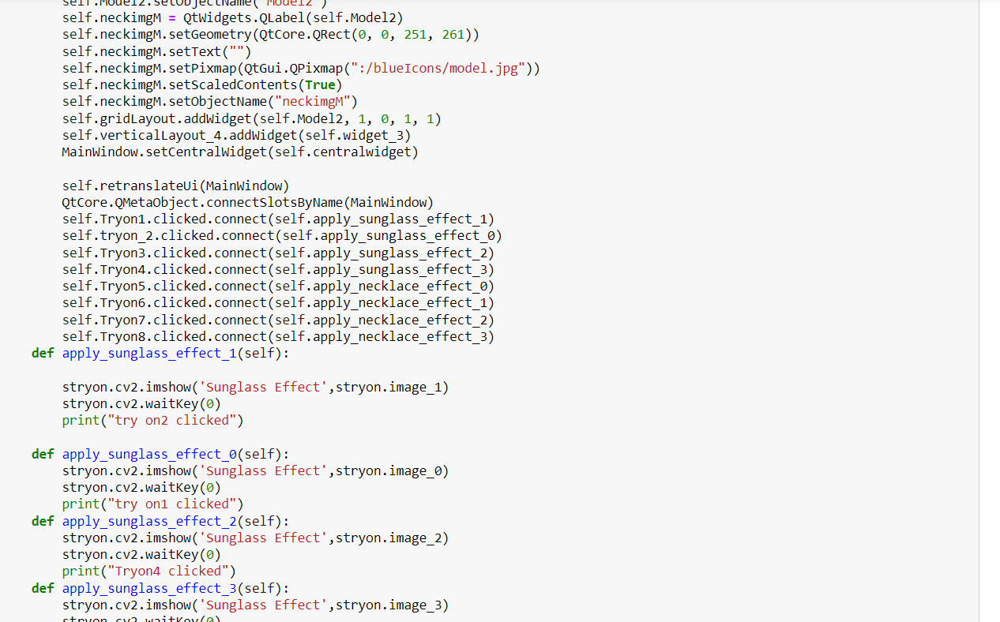 self.Model2.setObjectName("Model2")
self.neckimgM = QtWidgets.QLabel(self.Model2)
self.neckimgM.setGeometry(QtCore.QRect(0, 0, 251, 261))
self.neckimgM.setText("")
self.neckimgM.setPixmap(QtGui.QPixmap(":/blueIcons/model.jpg"))
self.neckimgM.setScaledContents(True)
self.neckimgM.setObjectName("neckimgM")
self.gridLayout.addWidget(self.Model2, 1, 0, 1, 1)
self.verticalLayout_4.addWidget(self.widget_3)
MainWindow.setCentralWidget(self.centralwidget)
self.retranslateUi(MainWindow)
QtCore.QMetaObject.connectSlotsByName(MainWindow)
self.Tryon1.clicked.connect(self.apply_sunglass_effect_1)
self.tryon_2.clicked.connect(self.apply_sunglass_effect_0)
self.Tryon3.clicked.connect(self.apply_sunglass_effect_2)
self.Tryon4.clicked.connect(self.apply_sunglass_effect_3)
self.Tryon5.clicked.connect(self.apply_necklace_effect_0)
self.Tryon6.clicked.connect(self.apply_necklace_effect_1)
self.Tryon7.clicked.connect(self.apply_necklace_effect_2)
self.Tryon8.clicked.connect(self.apply_necklace_effect_3)
def apply_sunglass_effect_1(self):
stryon.cv2.imshow('Sunglass Effect',stryon.image_1)
stryon.cv2.waitKey(0)
print("try on2 clicked")
def apply_sunglass_effect_0(self):
stryon.cv2.imshow('Sunglass Effect',stryon.image_0)
stryon.cv2.waitKey(0)
print("try on1 clicked")
def apply_sunglass_effect_2(self):
stryon.cv2.imshow('Sunglass Effect',stryon.image_2)
stryon.cv2.waitKey(0)
print("Tryon4 clicked")
def apply_sunglass_effect_3(self):
stryon.cv2.imshow('Sunglass Effect',stryon.image_3)
stryon.cv2.waitKey(0)